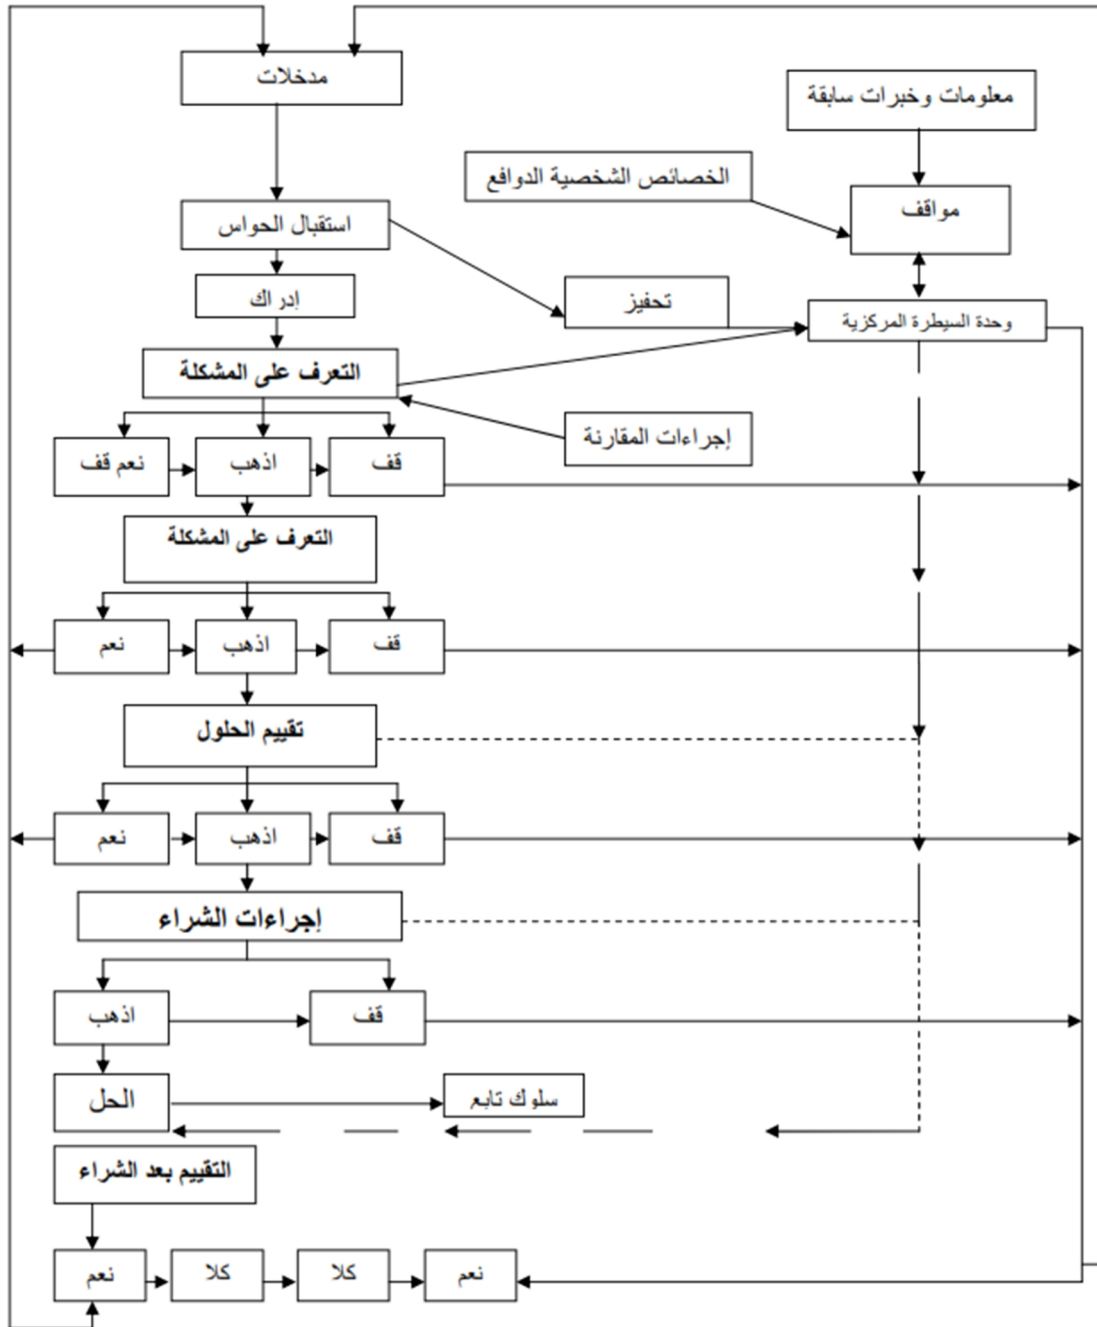 مدخلات
معلومات وخبرات سابقة
الخصائص الشخصية الدوافع
مواقف
استقبال الحواس
إدراك
تحفيز
وحدة السيطرة المركزية
التعرف على المشكلة
إجراءات المقارنة
قف
اذهب
نعم قف
التعرف على المشكلة
قف
اذهب
نعم
تقييم الحلول
قف
اذهب
نعم
إجراءات الشراء
قف
اذهب
الحل
سلوك تابع
التقييم بعد الشراء
نعم
كلا
كلا
نعم